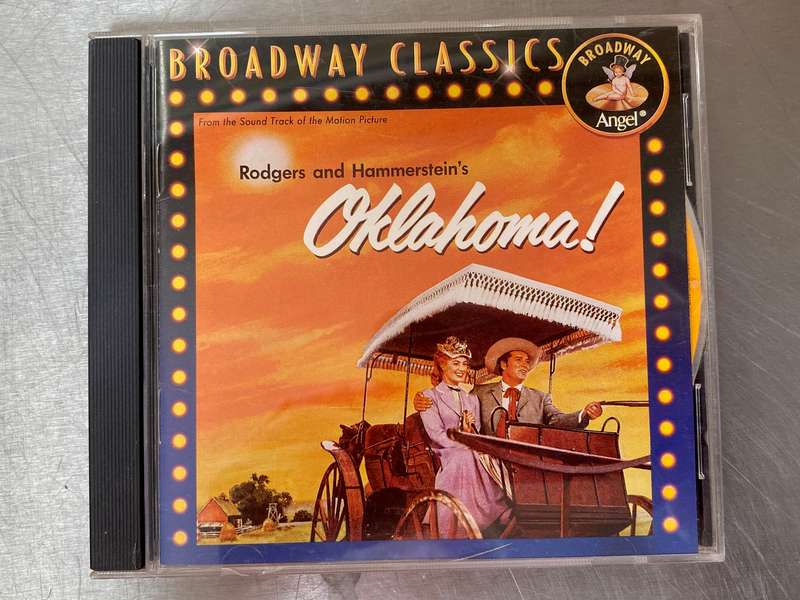 BROADWAY CLASSICS
BROADWAY
Angel®
From the Sound Track of the Motion Picture
Rodgers and Hammerstein's
Oklahoma!